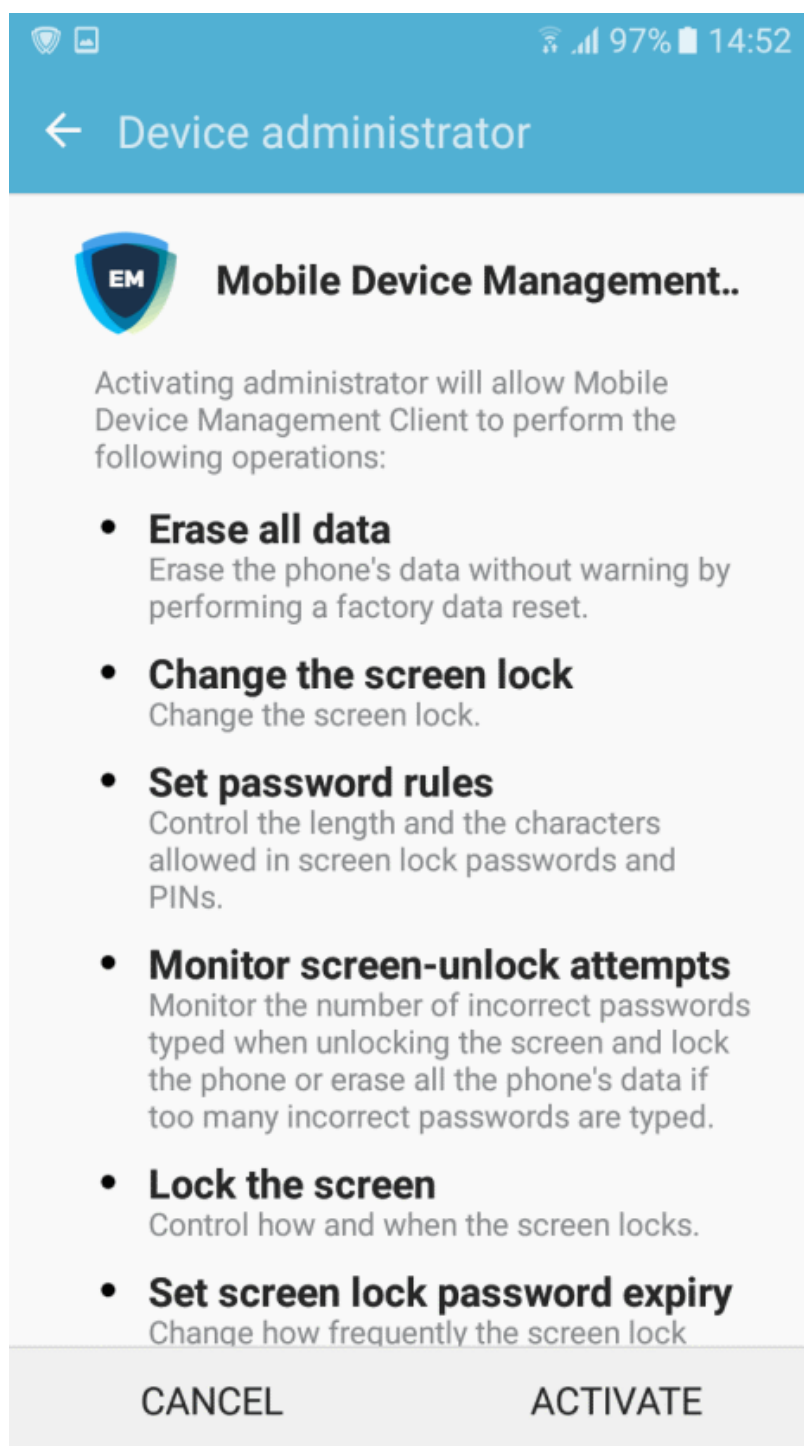 97% 14:52
Device administrator
EM
Mobile Device Management..
Activating administrator will allow Mobile
Device Management Client to perform the
following operations:
• Erase all data
Erase the phone's data without warning by
performing a factory data reset.
• Change the screen lock
Change the screen lock.
• Set password rules
Control the length and the characters
allowed in screen lock passwords and
PINs.
• Monitor screen-unlock attempts
Monitor the number of incorrect passwords
typed when unlocking the screen and lock
the phone or erase all the phone's data if
too many incorrect passwords are typed.
• Lock the screen
Control how and when the screen locks.
• Set screen lock password expiry
Change how frequently the screen lock
CANCEL ACTIVATE